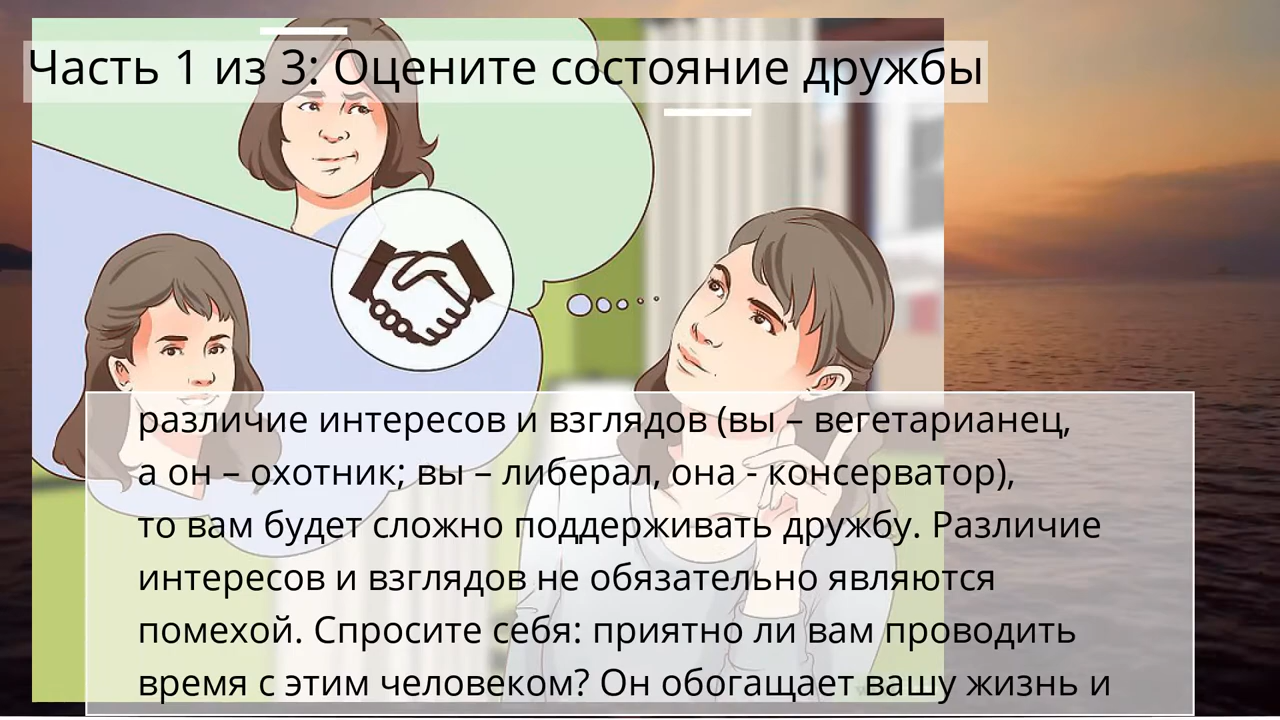 Часть 1 из 3: Оцените состояние дружбы
различие интересов и взглядов (вы – вегетарианец,
а он – охотник; вы – либерал, она - консерватор),
то вам будет сложно поддерживать дружбу. Различие
интересов и взглядов не обязательно являются
помехой. Спросите себя: приятно ли вам проводить
время с этим человеком? Он обогащает вашу жизнь и